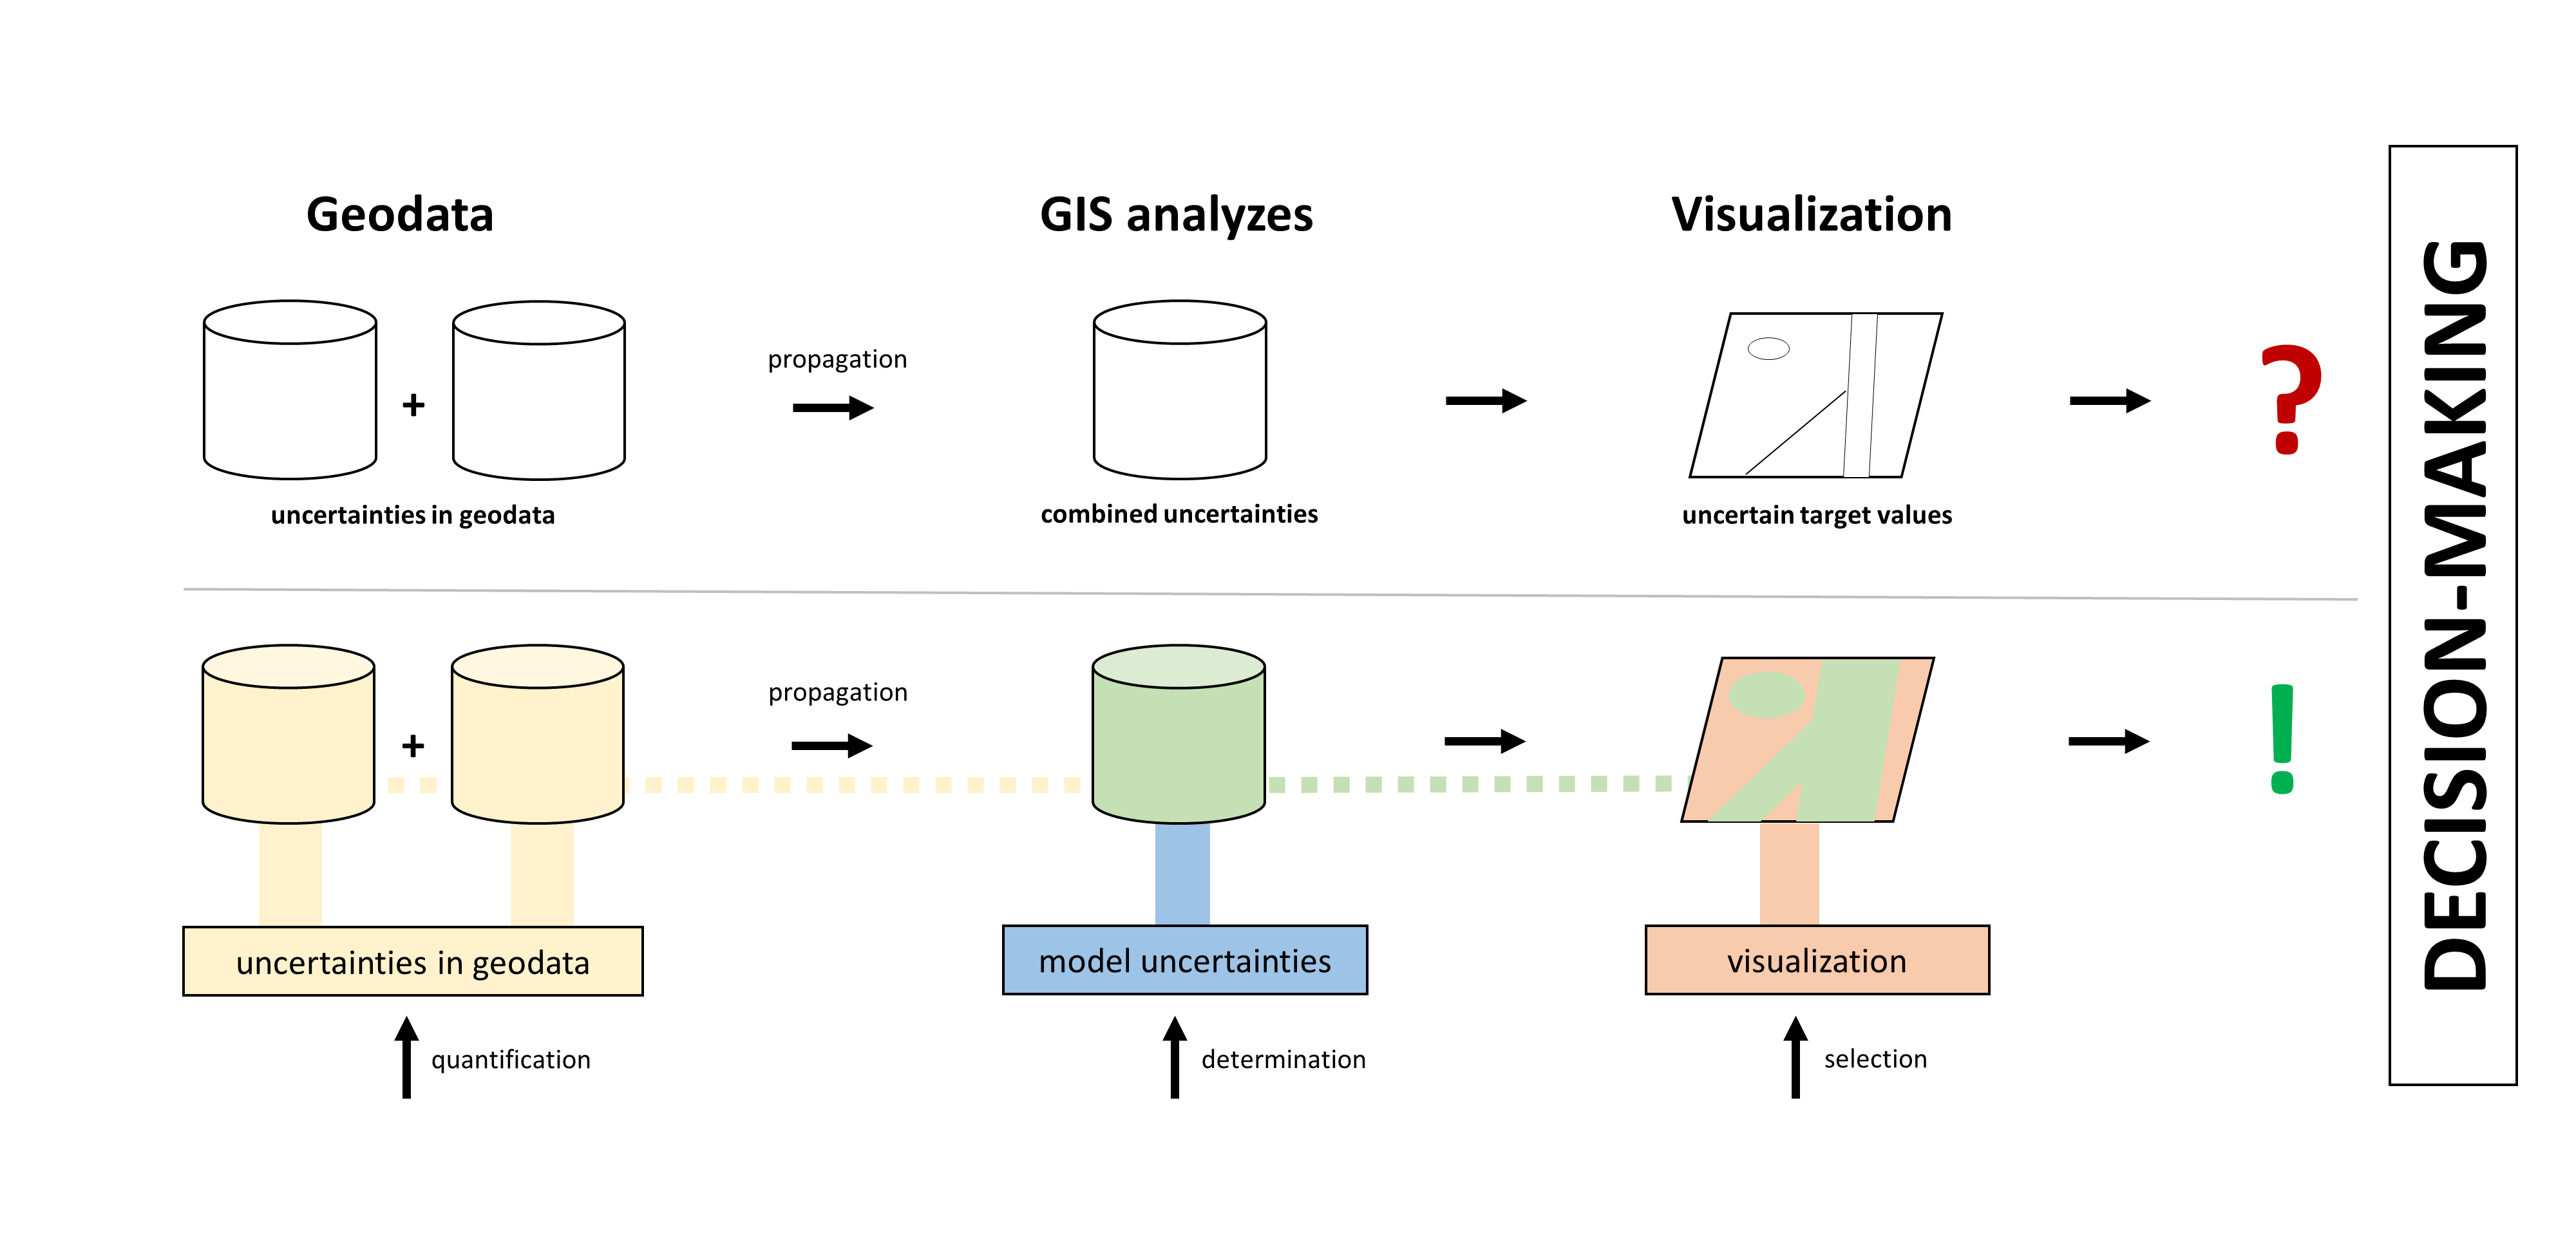 Geodata
GIS analyzes
Visualization
+
propagation
?
uncertainties in geodata
combined uncertainties
uncertain target values
+
propagation
!
uncertainties in geodata
model uncertainties
visualization
quantification
determination
selection
DECISION-MAKING